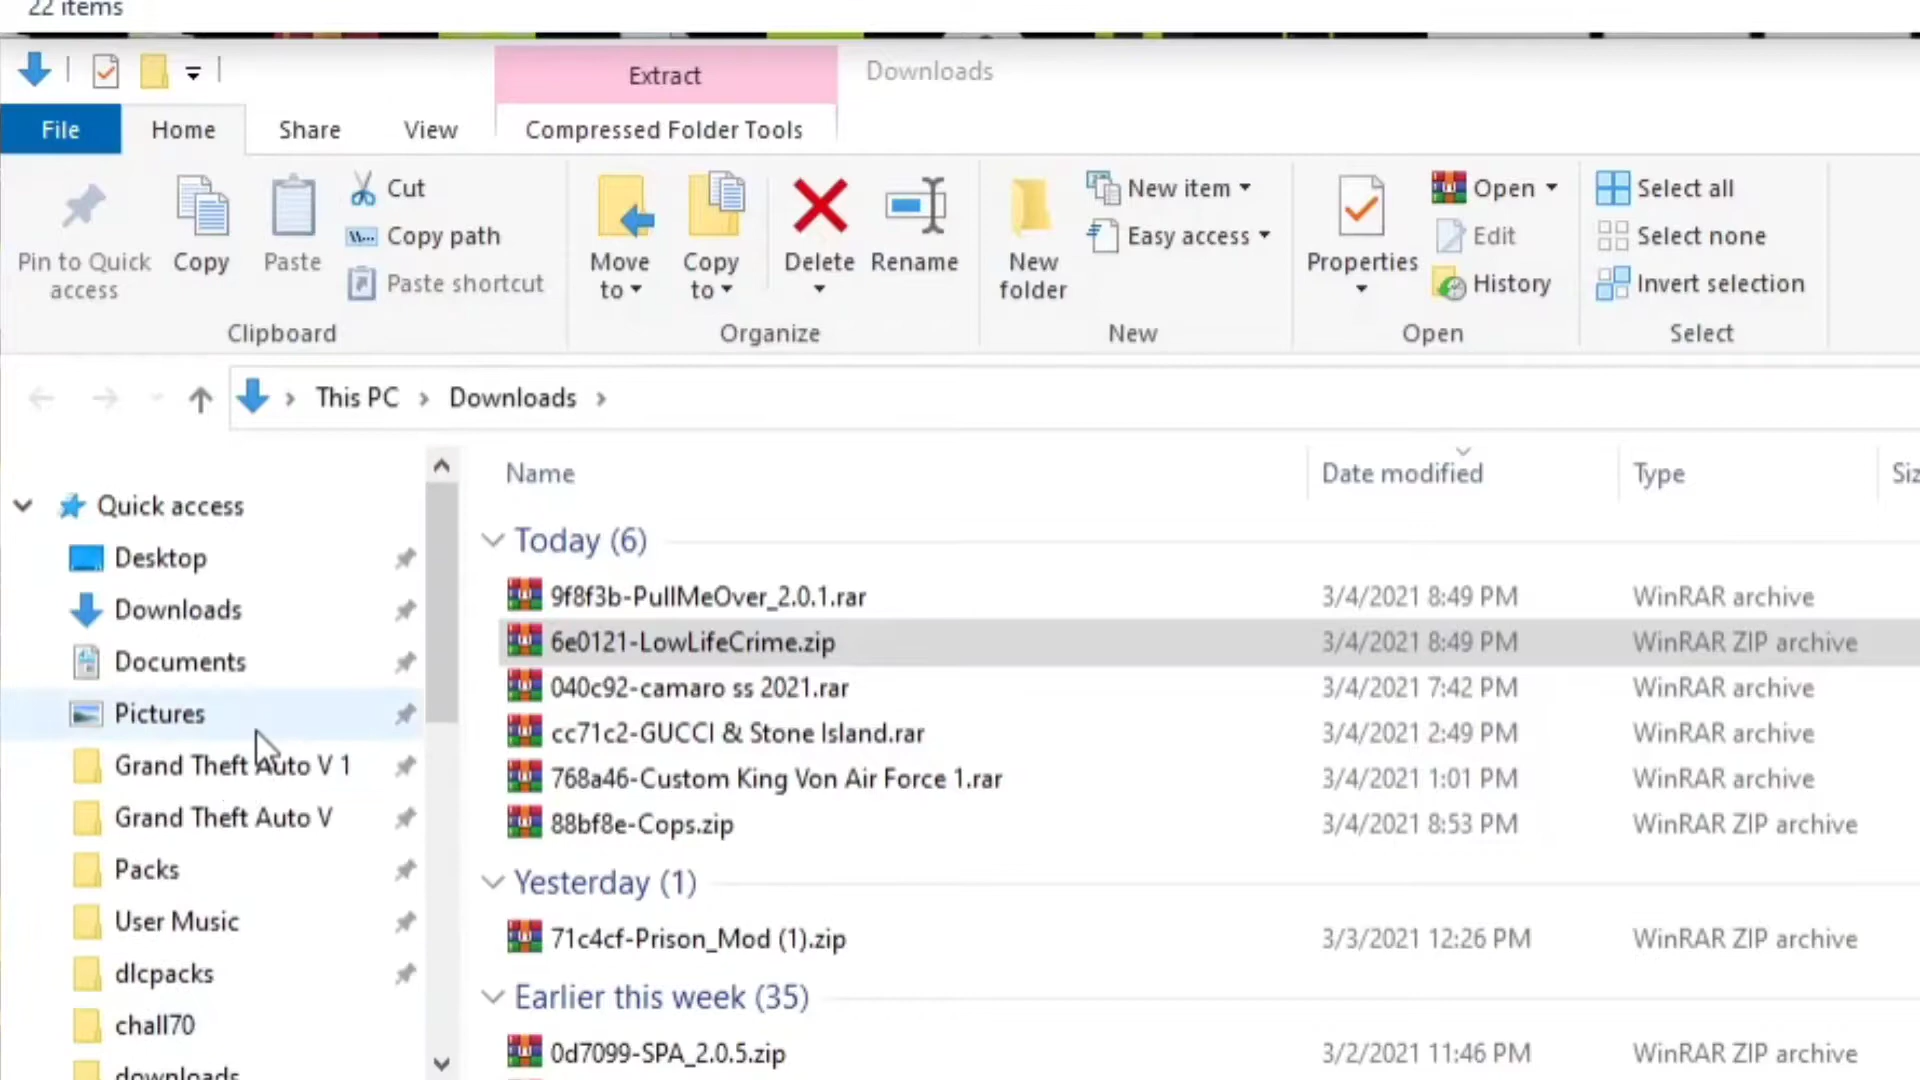 22 items
Extract
Downloads
File
Home
Share
View
Compressed Folder Tools
Pin to Quick access
Copy
Paste
Cut
Copy path
Paste shortcut
Clipboard
Move to
Copy to
Delete
Rename
Organize
New folder
New item
Easy access
New
Properties
Open
Edit
History
Open
Select all
Select none
Invert selection
Select
This PC > Downloads >
Quick access
Desktop
Downloads
Documents
Pictures
Grand Theft Auto V 1
Grand Theft Auto V
Packs
User Music
dlcpacks
chall70
downloads
Name Date modified Type Siz
Today (6)
9f8f3b-PullMeOver_2.0.1.rar 3/4/2021 8:49 PM WinRAR archive
6e0121-LowLifeCrime.zip 3/4/2021 8:49 PM WinRAR ZIP archive
040c92-camaro ss 2021.rar 3/4/2021 7:42 PM WinRAR archive
cc71c2-GUCCI & Stone Island.rar 3/4/2021 2:49 PM WinRAR archive
768a46-Custom King Von Air Force 1.rar 3/4/2021 1:01 PM WinRAR archive
88bf8e-Cops.zip 3/4/2021 8:53 PM WinRAR ZIP archive
Yesterday (1)
71c4cf-Prison_Mod (1).zip 3/3/2021 12:26 PM WinRAR ZIP archive
Earlier this week (35)
0d7099-SPA_2.0.5.zip 3/2/2021 11:46 PM WinRAR ZIP archive